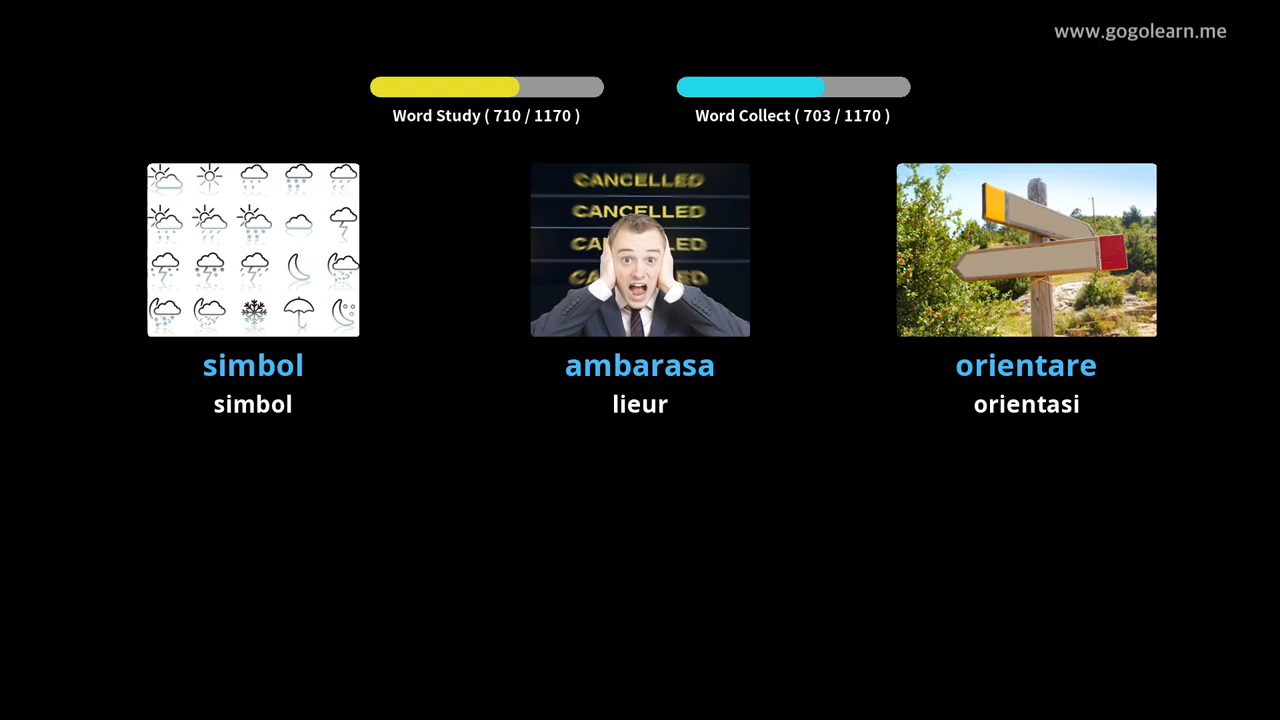 www.gogolearn.me
Word Study ( 710 / 1170 )
Word Collect ( 703 / 1170 )
CANCELLED
CANCELLED
simbol
ambarasa
orientare
simbol
lieur
orientasi